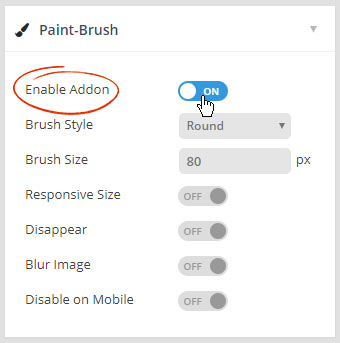 Paint-Brush
Enable Addon ON
Brush Style Round
Brush Size 80 px
Responsive Size OFF
Disappear OFF
Blur Image OFF
Disable on Mobile OFF